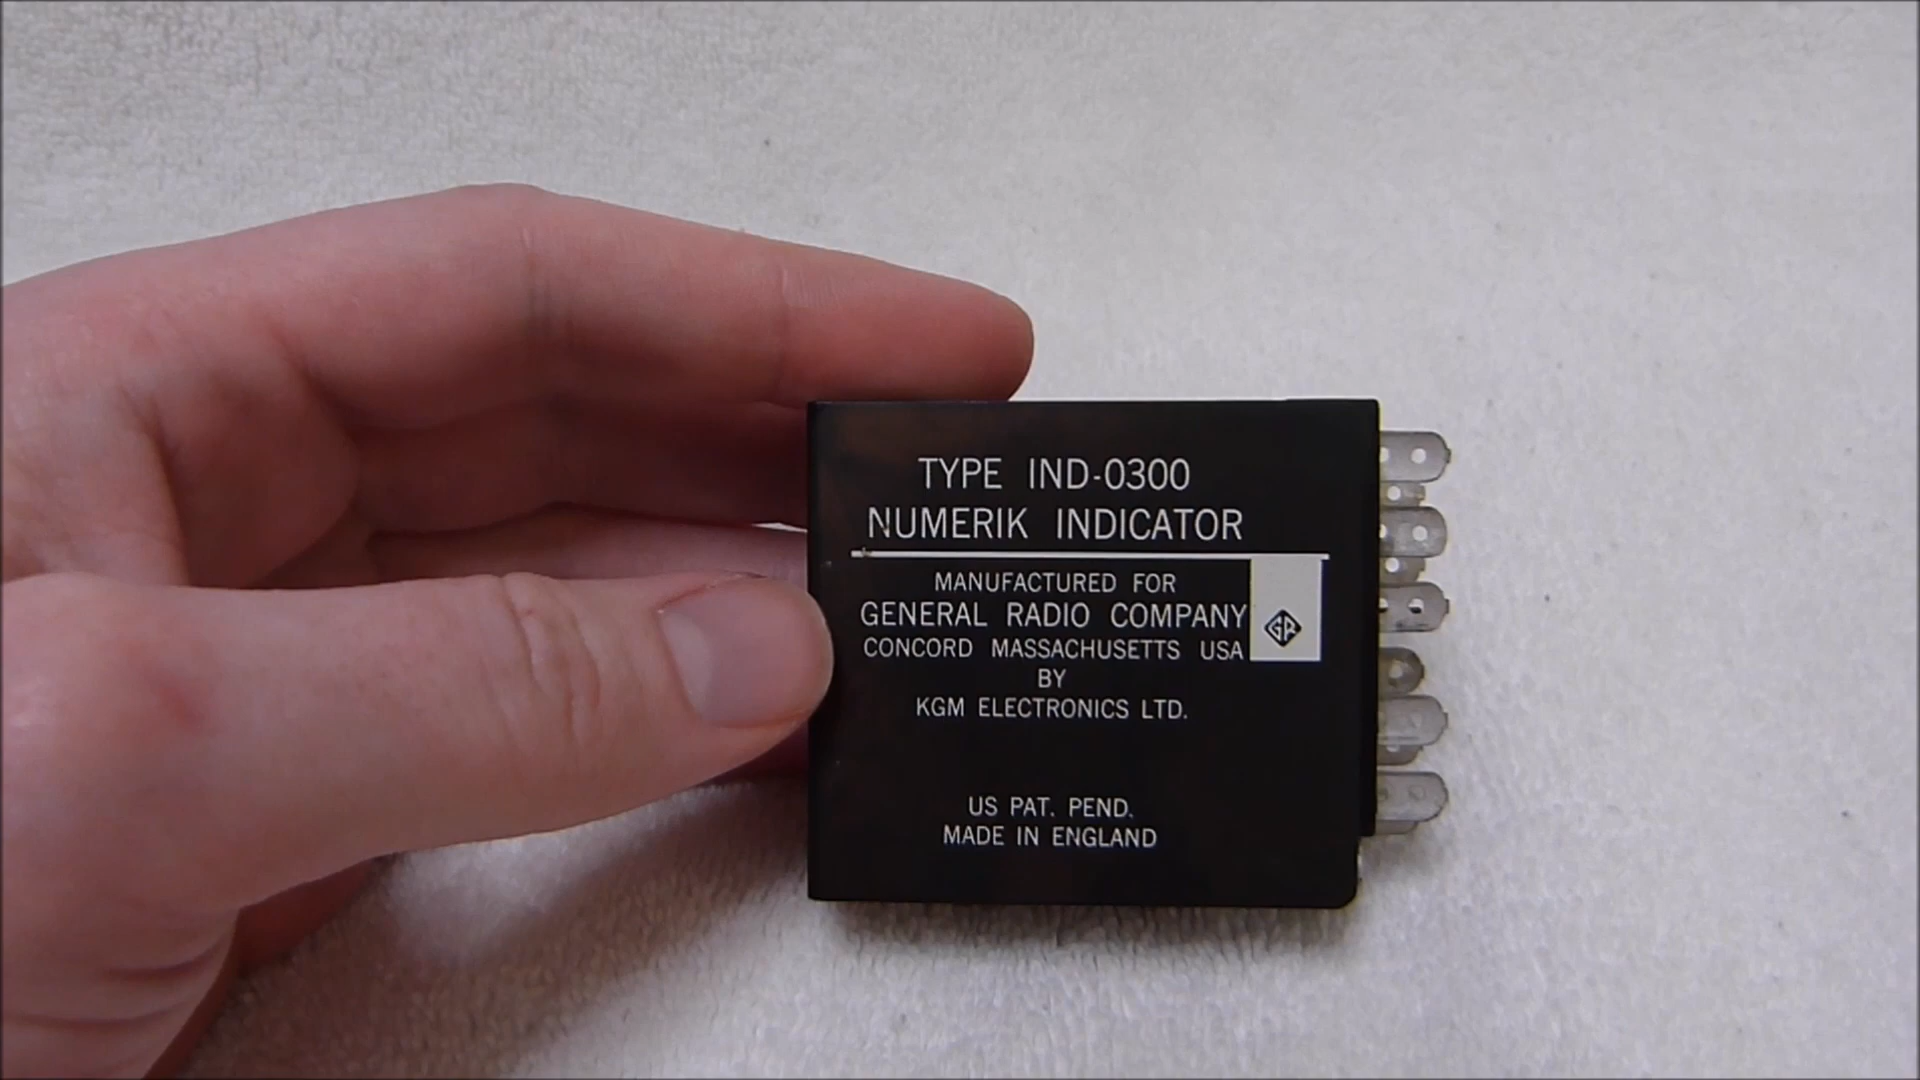 TYPE IND-0300
NUMERIK INDICATOR
MANUFACTURED FOR
GENERAL RADIO COMPANY
CONCORD MASSACHUSETTS USA
GR
BY
KGM ELECTRONICS LTD.
US PAT. PEND.
MADE IN ENGLAND